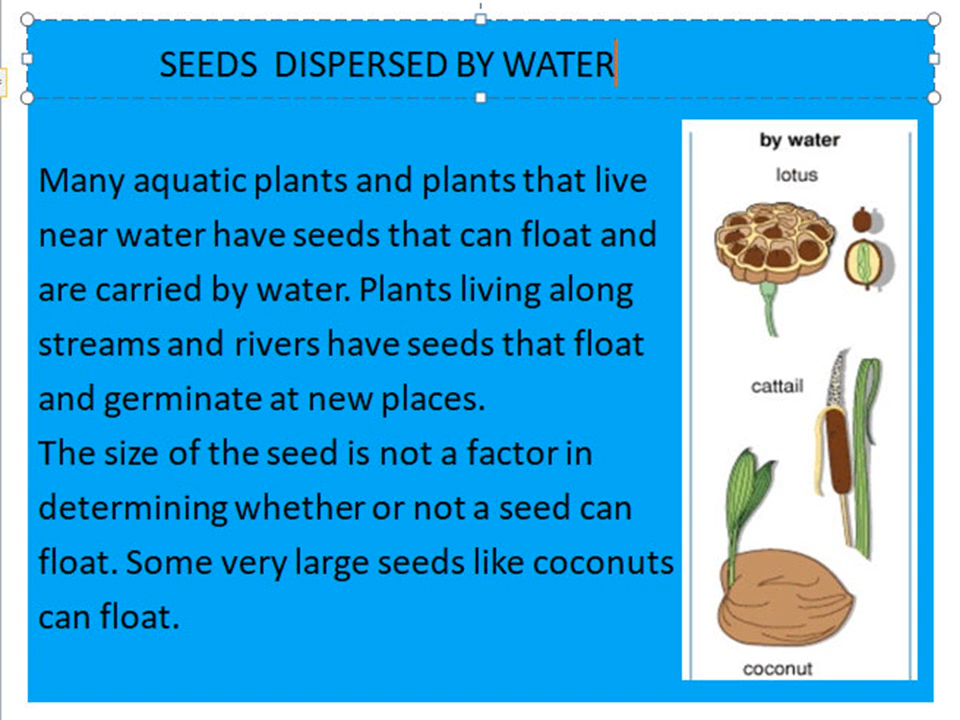 SEEDS DISPERSED BY WATER
Many aquatic plants and plants that live
near water have seeds that can float and
are carried by water. Plants living along
streams and rivers have seeds that float
and germinate at new places.
The size of the seed is not a factor in
determining whether or not a seed can
float. Some very large seeds like coconuts
can float.
by water
lotus
cattail
coconut